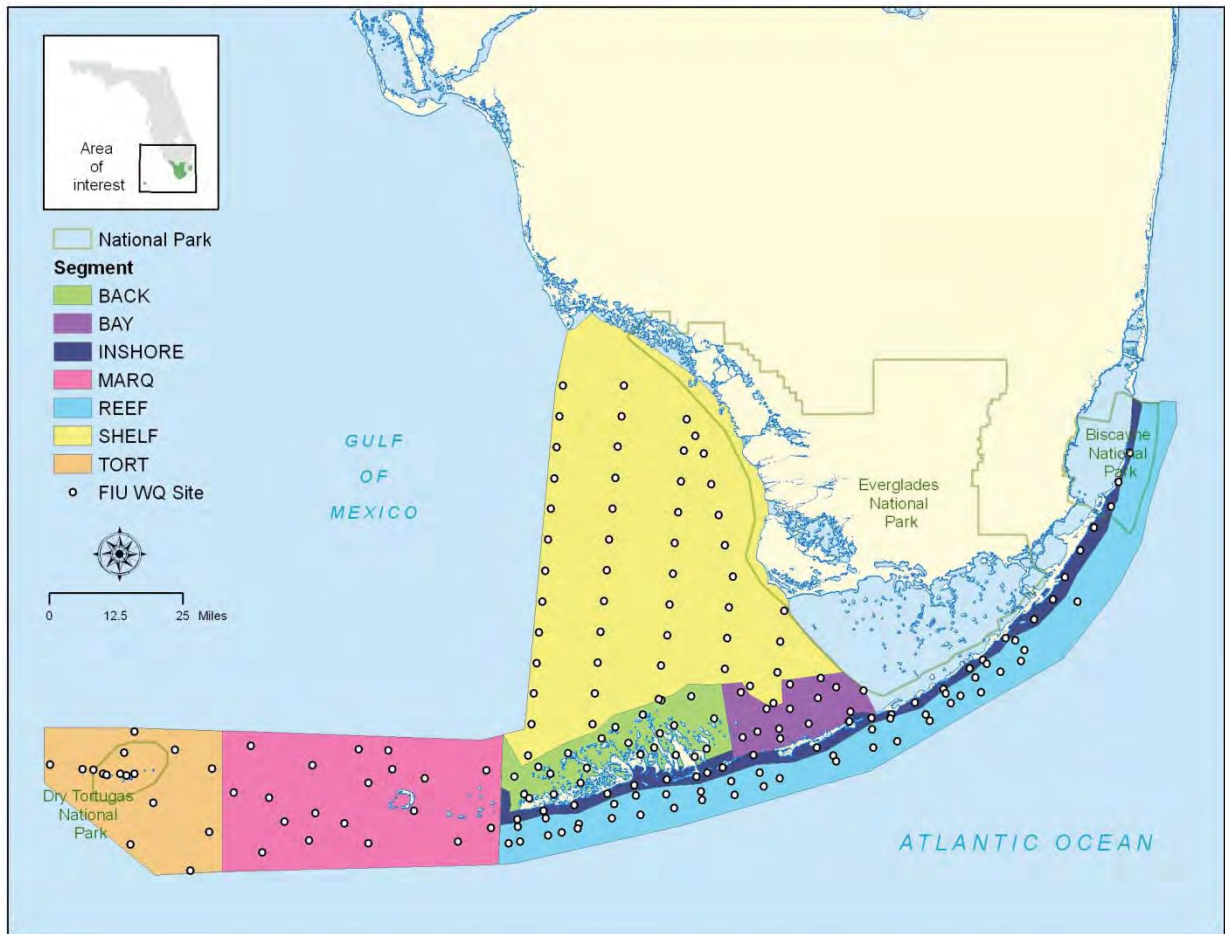 Area
of
interest
National Park
Segment
BACK
BAY
INSHORE
MARQ
REEF
SHELF
TORT
FIU WQ Site
0 12.5 25 Miles
GULF
OF
MEXICO
Biscayne
National
Park
Everglades
National
Park
Dry Tortugas
National
Park
ATLANTIC OCEAN